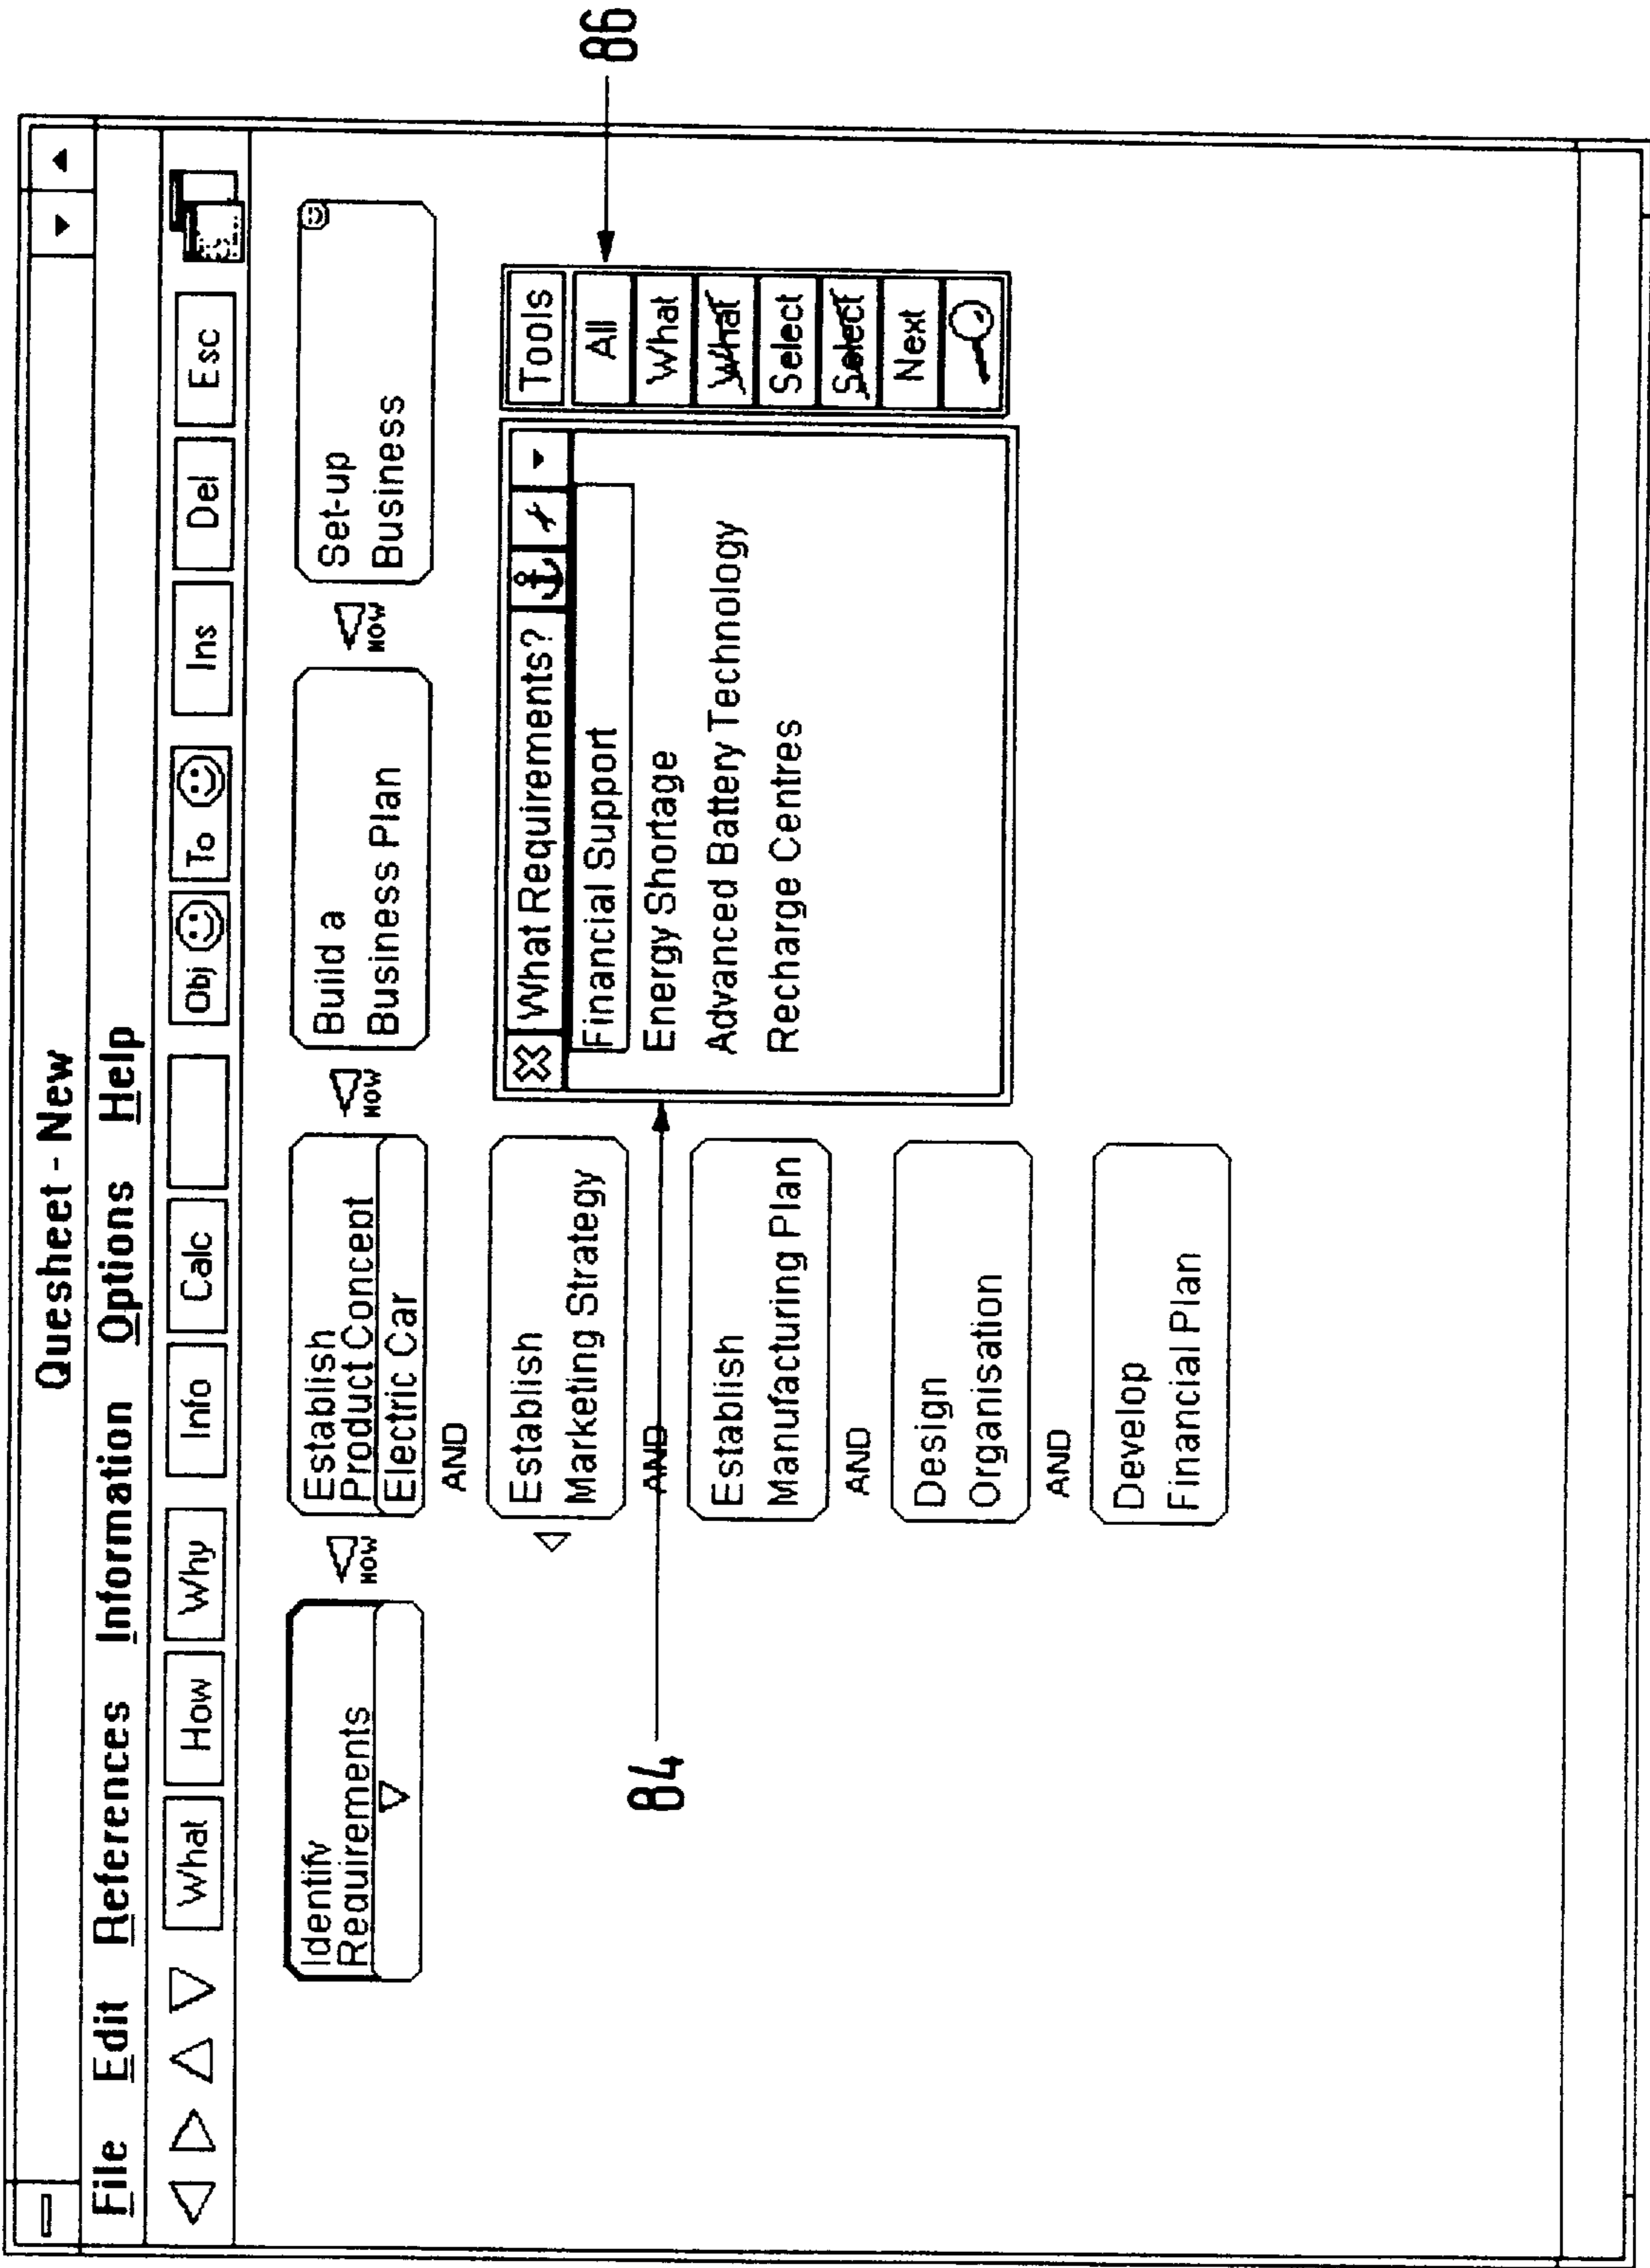 Quesheet - New
File Edit References Information Options Help
What How Why Info Calc Obj To Ins Del Esc
Identify
Requirements
HOW
Establish
Product Concept
Electric Car
HOW
Build a
Business Plan
HOW
Set-up
Business
AND
Establish
Marketing Strategy
AND
Establish
Manufacturing Plan
AND
Design
Organisation
AND
Develop
Financial Plan
What Requirements?
Financial Support
Energy Shortage
Advanced Battery Technology
Recharge Centres
Tools
All
What
What
Select
Select
Next
84
86